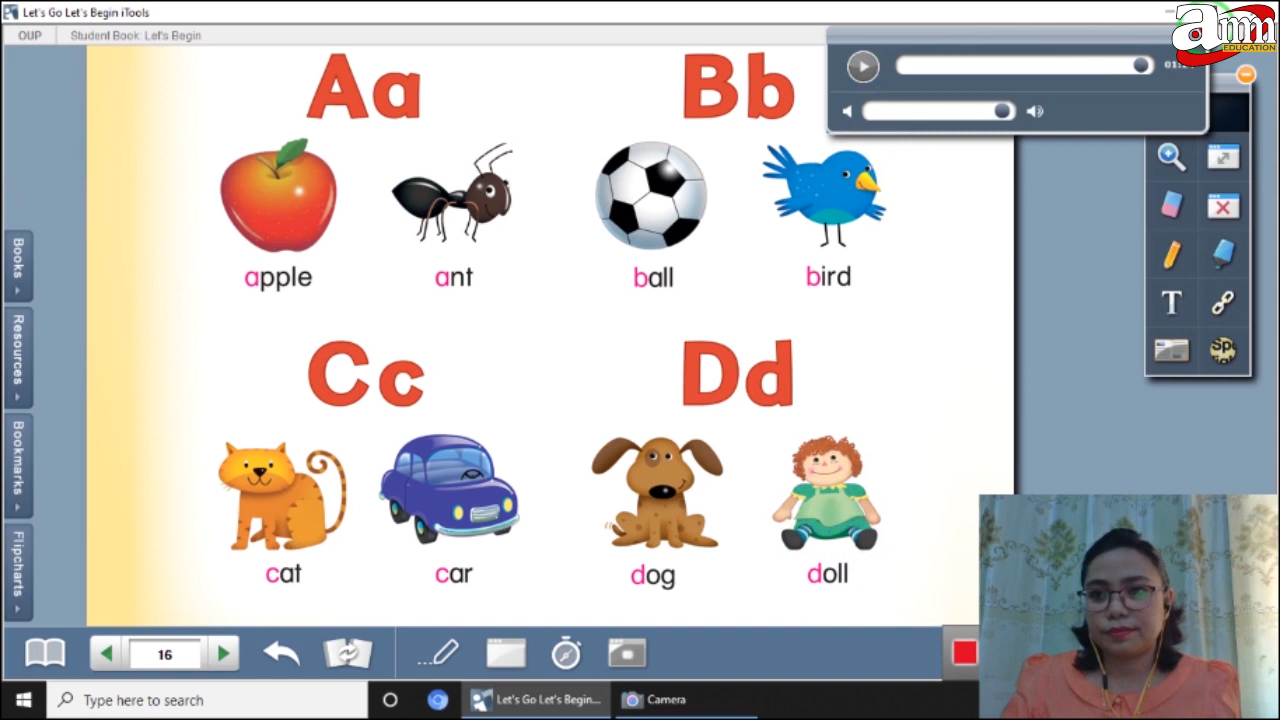 Let's Go Let's Begin iTools
OUP
Student Book: Let's Begin
amm
EDUCATION
Aa
Bb
apple
ant
ball
bird
Cc
Dd
cat
car
dog
doll
Books
Resources
Bookmarks
Flipcharts
T
16
Type here to search
Let's Go Let's Begin...
Camera